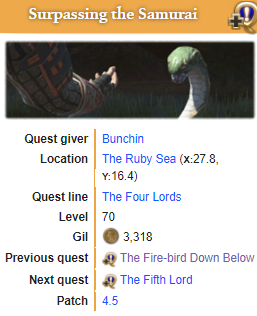 Surpassing the Samurai
Quest giver Bunchin
Location The Ruby Sea (X:27.8,
Y:16.4)
Quest line The Four Lords
Level 70
Gil 3,318
Previous quest The Fire-bird Down Below
Next quest The Fifth Lord
Patch 4.5